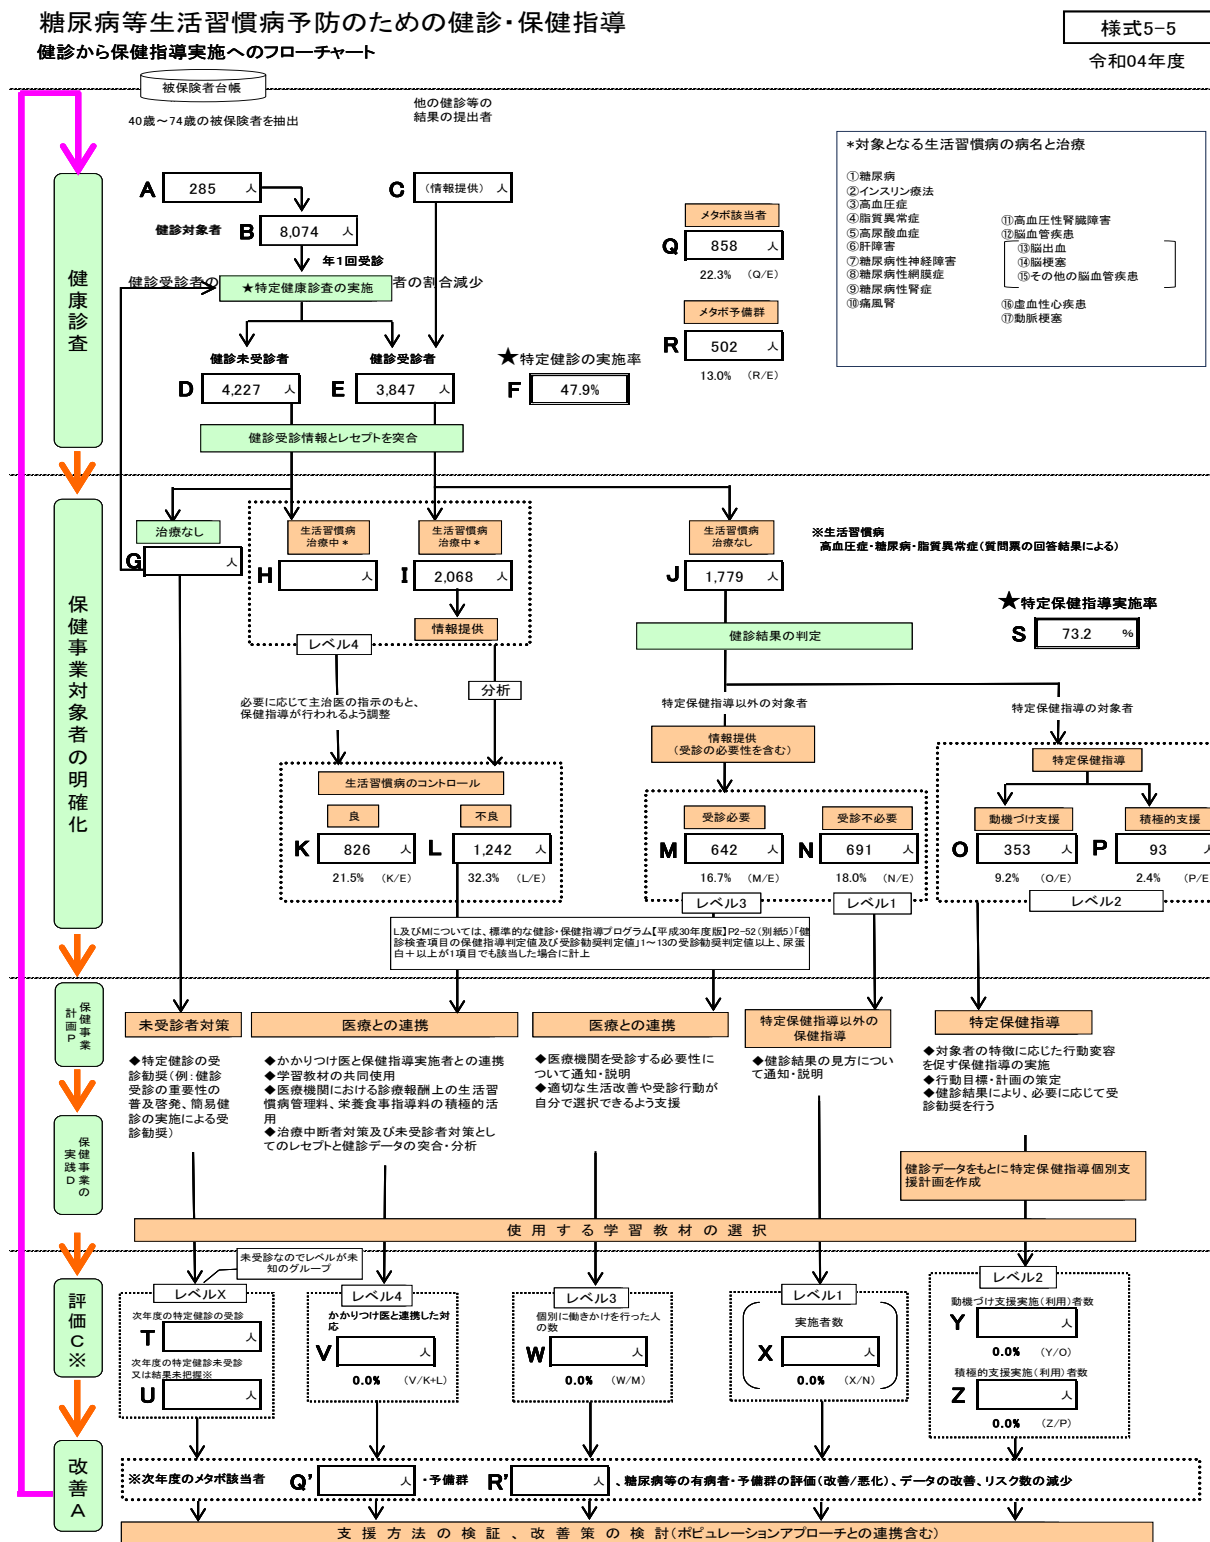 糖尿病等生活習慣病予防のための健診・保健指導
様式5-5
健診から保健指導実施へのフローチャート
令和04年度
被保険者台帳
40歳～74歳の被保険者を抽出
他の健診等の
結果の提出者
健康診査
A 285 人
C (情報提供) 人
健診対象者 B 8,074 人
年1回受診
健診受診者の
★特定健康診査の実施
者の割合減少
健診未受診者
健診受診者
★特定健診の実施率
D 4,227 人
E 3,847 人
F 47.9%
健診受診情報とレセプトを突合
メタボ該当者
Q 858 人
22.3% (Q/E)
メタボ予備群
R 502 人
13.0% (R/E)
*対象となる生活習慣病の病名と治療
①糖尿病
②インスリン療法
③高血圧症
④脂質異常症
⑤高尿酸血症
⑥肝障害
⑦糖尿病性神経障害
⑧糖尿病性網膜症
⑨糖尿病性腎症
⑩痛風腎
⑪高血圧性腎臓障害
⑫脳血管疾患
⑬脳出血
⑭脳梗塞
⑮その他の脳血管疾患
⑯虚血性心疾患
⑰動脈梗塞
保健事業対象者の明確化
治療なし
G 人
生活習慣病
治療中*
H 人
生活習慣病
治療中*
I 2,068 人
情報提供
レベル4
生活習慣病
治療なし
J 1,779 人
※生活習慣病
高血圧症・糖尿病・脂質異常症(質問票の回答結果による)
★特定保健指導実施率
S 73.2 %
健診結果の判定
必要に応じて主治医の指示のもと、
保健指導が行われるよう調整
分析
特定保健指導以外の対象者
特定保健指導の対象者
情報提供
(受診の必要性を含む)
特定保健指導
生活習慣病のコントロール
良
不良
受診必要
受診不必要
動機づけ支援
積極的支援
K 826 人
L 1,242 人
M 642 人
N 691 人
O 353 人
P 93 人
21.5% (K/E)
32.3% (L/E)
16.7% (M/E)
18.0% (N/E)
9.2% (O/E)
2.4% (P/E)
レベル3
レベル1
レベル2
L及びMについては、標準的な健診・保健指導プログラム【平成30年度版】P2-52(別紙5)「健
診検査項目の保健指導判定値及び受診勧奨判定値」1～13の受診勧奨判定値以上、尿蛋
白+以上が1項目でも該当した場合に計上
保健事業
計画P
未受診者対策
医療との連携
医療との連携
特定保健指導以外の
保健指導
特定保健指導
◆特定健診の受
診勧奨(例:健診
受診の重要性の
普及啓発、簡易健
診の実施による受
診勧奨)
◆かかりつけ医と保健指導実施者との連携
◆学習教材の共同使用
◆医療機関における診療報酬上の生活習
慣病管理料、栄養食事指導料の積極的活
用
◆治療中断者対策及び未受診者対策とし
てのレセプトと健診データの突合・分析
◆医療機関を受診する必要性に
ついて通知・説明
◆適切な生活改善や受診行動が
自分で選択できるよう支援
◆健診結果の見方につい
て通知・説明
◆対象者の特徴に応じた行動変容
を促す保健指導の実施
◆行動目標・計画の策定
◆健診結果により、必要に応じて受
診勧奨を行う
保健事業の
実践D
健診データをもとに特定保健指導個別支
援計画を作成
使用する学習教材の選択
評価C※
未受診なのでレベルが未
知のグループ
レベルX
次年度の特定健診の受診
T 人
次年度の特定健診未受診
又は結果未把握※
U 人
レベル4
かかりつけ医と連携した対
応
V 人
0.0% (V/K+L)
レベル3
個別に働きかけを行った人
の数
W 人
0.0% (W/M)
レベル1
実施者数
X 人
0.0% (X/N)
レベル2
動機づけ支援実施(利用)者数
Y 人
0.0% (Y/O)
積極的支援実施(利用)者数
Z 人
0.0% (Z/P)
改善A
※次年度のメタボ該当者 Q' 人 ・予備群 R' 人 、糖尿病等の有病者・予備群の評価(改善/悪化)、データの改善、リスク数の減少
支援方法の検証、改善策の検討(ポピュレーションアプローチとの連携含む)